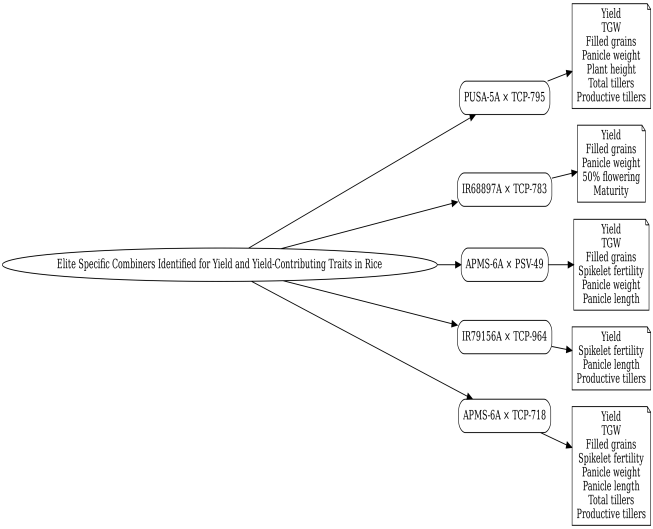 Elite Specific Combiners Identified for Yield and Yield-Contributing Traits in Rice
PUSA-5A × TCP-795
Yield
TGW
Filled grains
Panicle weight
Plant height
Total tillers
Productive tillers
IR68897A × TCP-783
Yield
Filled grains
Panicle weight
50% flowering
Maturity
APMS-6A × PSV-49
Yield
TGW
Filled grains
Spikelet fertility
Panicle weight
Panicle length
IR79156A × TCP-964
Yield
Spikelet fertility
Panicle length
Productive tillers
APMS-6A × TCP-718
Yield
TGW
Filled grains
Spikelet fertility
Panicle weight
Panicle length
Total tillers
Productive tillers